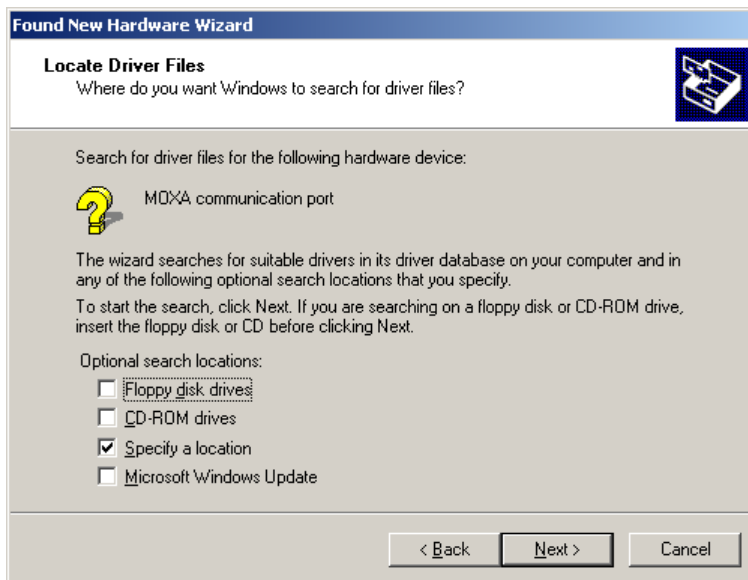 Found New Hardware Wizard
Locate Driver Files
Where do you want Windows to search for driver files?
Search for driver files for the following hardware device:
MOXA communication port
The wizard searches for suitable drivers in its driver database on your computer and in
any of the following optional search locations that you specify.
To start the search, click Next. If you are searching on a floppy disk or CD-ROM drive,
insert the floppy disk or CD before clicking Next.
Optional search locations:
Floppy disk drives
CD-ROM drives
Specify a location
Microsoft Windows Update
< Back Next > Cancel